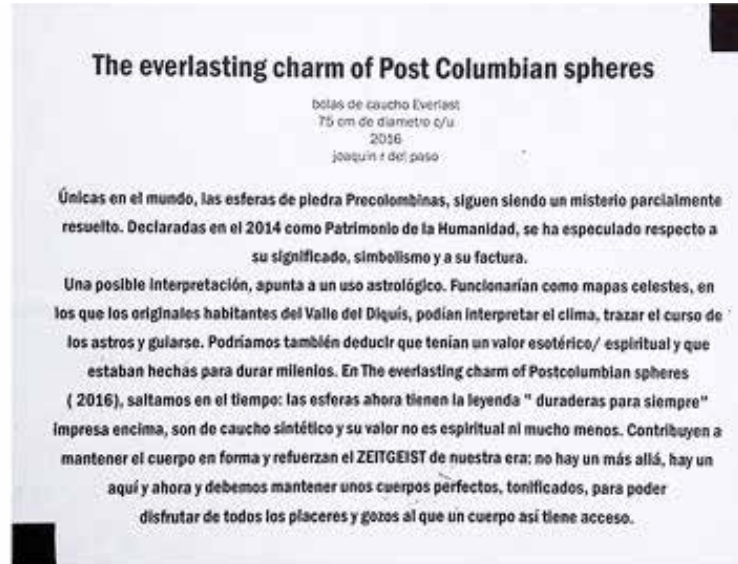 The everlasting charm of Post Columbian spheres
bolas de caucho Everlast
75 cm de diametro c/u
2016
joaquin r del paso
Únicas en el mundo, las esferas de piedra Precolombinas, siguen siendo un misterio parcialmente
resuelto. Declaradas en el 2014 como Patrimonio de la Humanidad, se ha especulado respecto a
su significado, simbolismo y a su factura.
Una posible interpretación, apunta a un uso astrológico. Funcionarían como mapas celestes, en
los que los originales habitantes del Valle del Diquís, podían interpretar el clima, trazar el curso de
los astros y guiarse. Podríamos también deducir que tenían un valor esotérico/ espiritual y que
estaban hechas para durar milenios. En The everlasting charm of Postcolumbian spheres
( 2016), saltamos en el tiempo: las esferas ahora tienen la leyenda " duraderas para siempre"
impresa encima, son de caucho sintético y su valor no es espiritual ni mucho menos. Contribuyen a
mantener el cuerpo en forma y refuerzan el ZEITGEIST de nuestra era: no hay un más allá, hay un
aquí y ahora y debemos mantener unos cuerpos perfectos, tonificados, para poder
disfrutar de todos los placeres y gozos al que un cuerpo así tiene acceso.